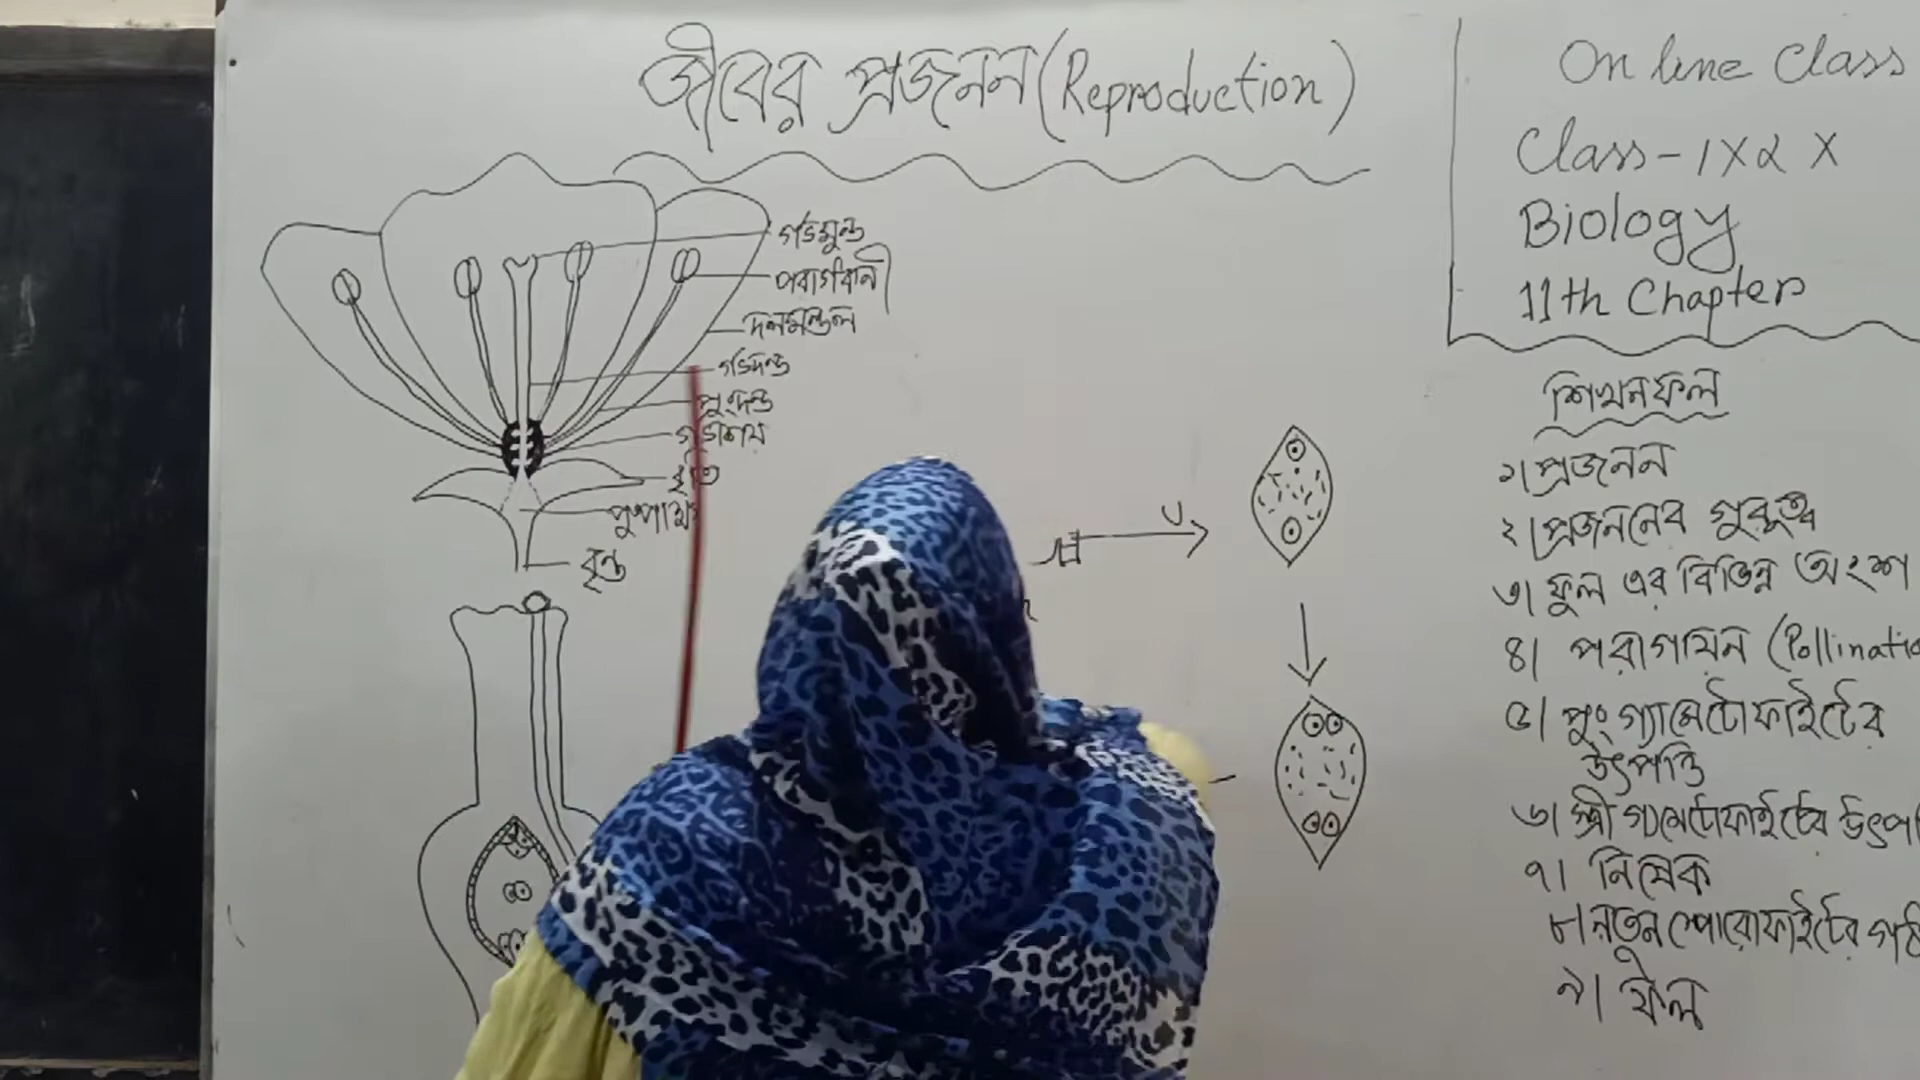 জীবের প্রজনন (Reproduction)
On line Class
Class - IX & X
Biology
11th Chapter
গর্ভমুন্ড
পরাগধানী
দলমন্ডল
গর্ভদন্ড
পুংদন্ড
গর্ভাশয়
বৃতি
পুষ্পাক্ষ
বৃন্ত
শিখনফল
১। প্রজনন
২। প্রজননের গুরুত্ব
৩। ফুল এর বিভিন্ন অংশ
৪। পরাগায়ন (Pollinatio
৫। পুং গ্যামেটোফাইটের
উৎপত্তি
৬। স্ত্রী গ্যামেটোফাইটের উৎপত্তি
৭। নিষেক
৮। নতুন স্পোরোফাইটের গঠ
৯। ফল